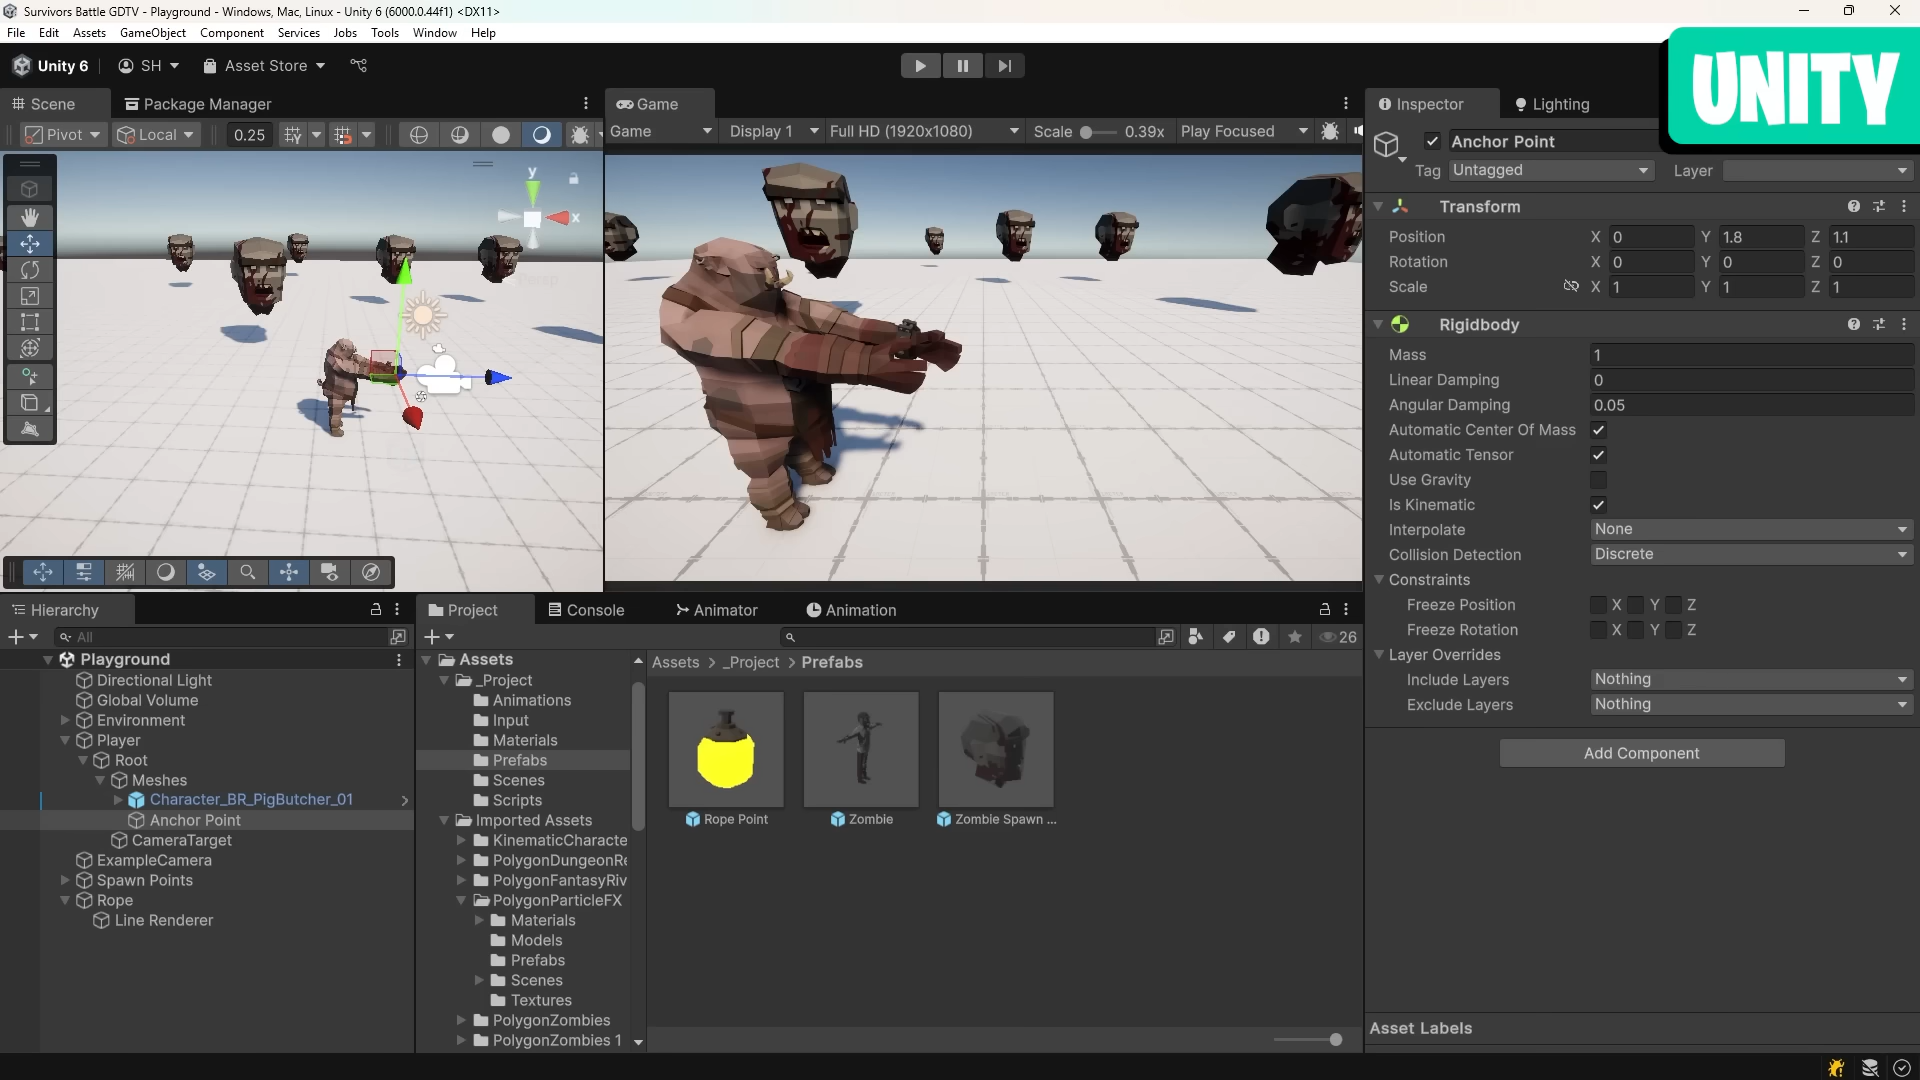 Survivors Battle GDTV - Playground - Windows, Mac, Linux - Unity 6 (6000.0.44f1) <DX11>
File Edit Assets GameObject Component Services Jobs Tools Window Help
Unity 6 SH Asset Store
UNITY
Scene Package Manager
Pivot Local 0.25
y
x
Persp
Game
Game Display 1 Full HD (1920x1080) Scale 0.39x Play Focused
Inspector Lighting
Anchor Point
Tag Untagged Layer
Transform
Position X 0 Y 1.8 Z 1.1
Rotation X 0 Y 0 Z 0
Scale X 1 Y 1 Z 1
Rigidbody
Mass 1
Linear Damping 0
Angular Damping 0.05
Automatic Center Of Mass
Automatic Tensor
Use Gravity
Is Kinematic
Interpolate None
Collision Detection Discrete
Constraints
Freeze Position X Y Z
Freeze Rotation X Y Z
Layer Overrides
Include Layers Nothing
Exclude Layers Nothing
Add Component
Asset Labels
Hierarchy
All
Playground
Directional Light
Global Volume
Environment
Player
Root
Meshes
Character_BR_PigButcher_01
Anchor Point
CameraTarget
ExampleCamera
Spawn Points
Rope
Line Renderer
Project Console Animator Animation
26
Assets
_Project
Animations
Input
Materials
Prefabs
Scenes
Scripts
Imported Assets
KinematicCharacte
PolygonDungeonRe
PolygonFantasyRiv
PolygonParticleFX
Materials
Models
Prefabs
Scenes
Textures
PolygonZombies
PolygonZombies 1
Assets > _Project > Prefabs
Rope Point
Zombie
Zombie Spawn ...